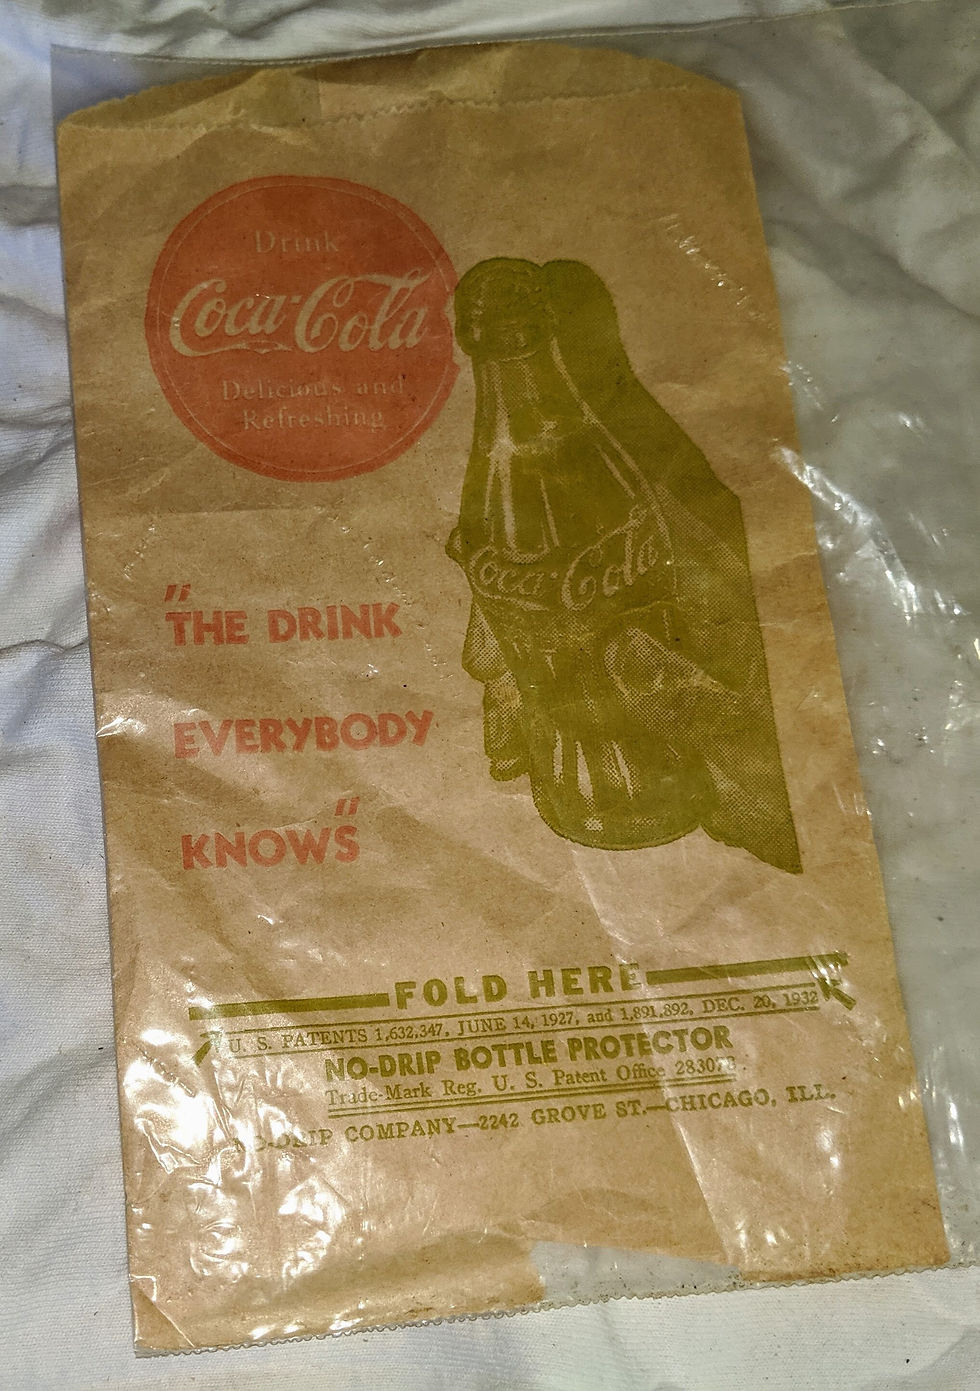 Drink
Coca-Cola
Delicious and
Refreshing
Coca-Cola
"THE DRINK
EVERYBODY
KNOWS"
FOLD HERE
U. S. PATENTS 1,632,347, JUNE 14, 1927, and 1,891,892, DEC. 20, 1932
NO-DRIP BOTTLE PROTECTOR
Trade-Mark Reg. U. S. Patent Office
NO-DRIP COMPANY—2242 GROVE ST.—CHICAGO, ILL.